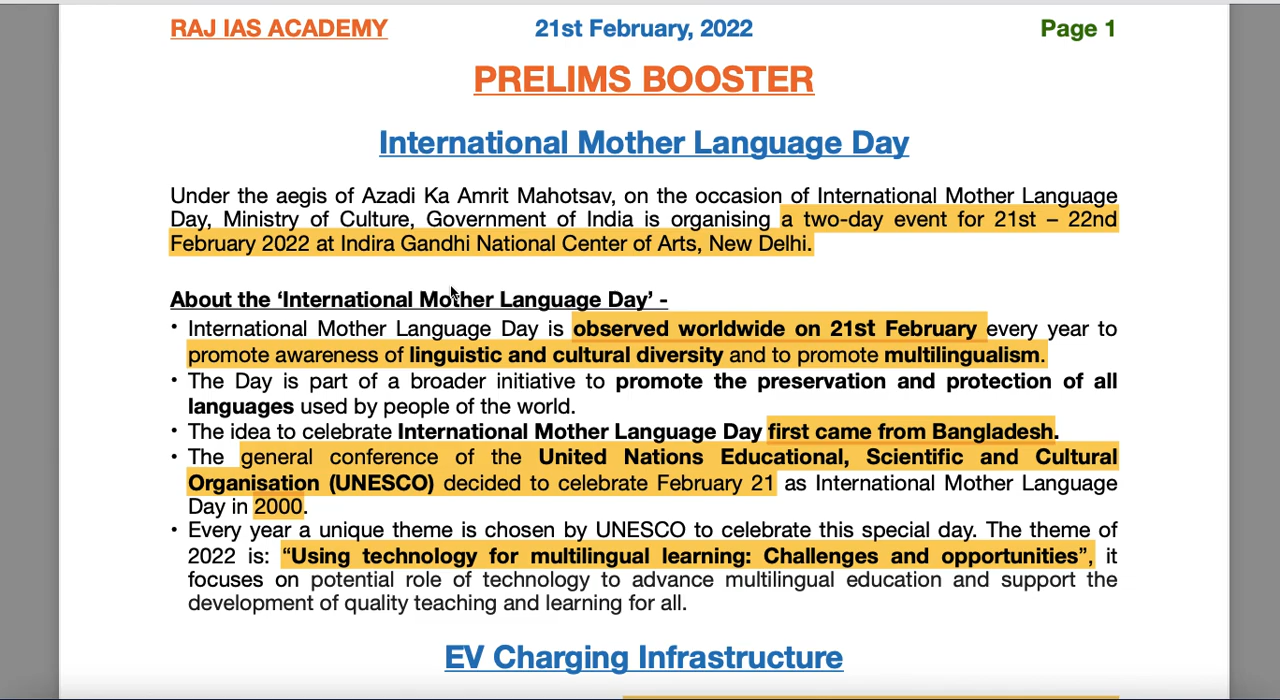 RAJ IAS ACADEMY 21st February, 2022 Page 1
PRELIMS BOOSTER
International Mother Language Day
Under the aegis of Azadi Ka Amrit Mahotsav, on the occasion of International Mother Language
Day, Ministry of Culture, Government of India is organising a two-day event for 21st – 22nd
February 2022 at Indira Gandhi National Center of Arts, New Delhi.
About the ‘International Mother Language Day’ -
• International Mother Language Day is observed worldwide on 21st February every year to
promote awareness of linguistic and cultural diversity and to promote multilingualism.
• The Day is part of a broader initiative to promote the preservation and protection of all
languages used by people of the world.
• The idea to celebrate International Mother Language Day first came from Bangladesh.
• The general conference of the United Nations Educational, Scientific and Cultural
Organisation (UNESCO) decided to celebrate February 21 as International Mother Language
Day in 2000.
• Every year a unique theme is chosen by UNESCO to celebrate this special day. The theme of
2022 is: “Using technology for multilingual learning: Challenges and opportunities”, it
focuses on potential role of technology to advance multilingual education and support the
development of quality teaching and learning for all.
EV Charging Infrastructure